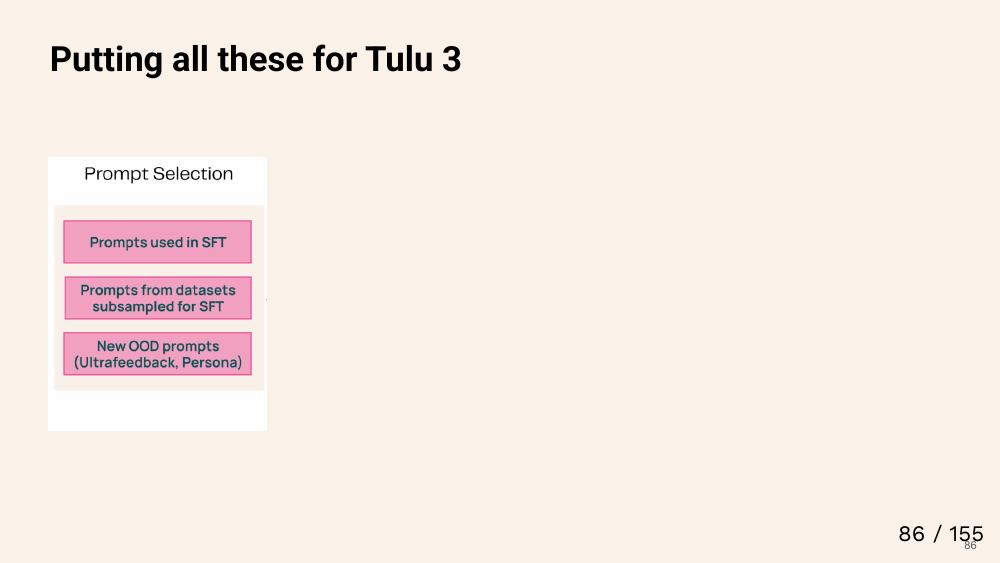 Putting all these for Tulu 3
Prompt Selection
Prompts used in SFT
Prompts from datasets
subsampled for SFT
New OOD prompts
(Ultrafeedback, Persona)
86 / 155
86